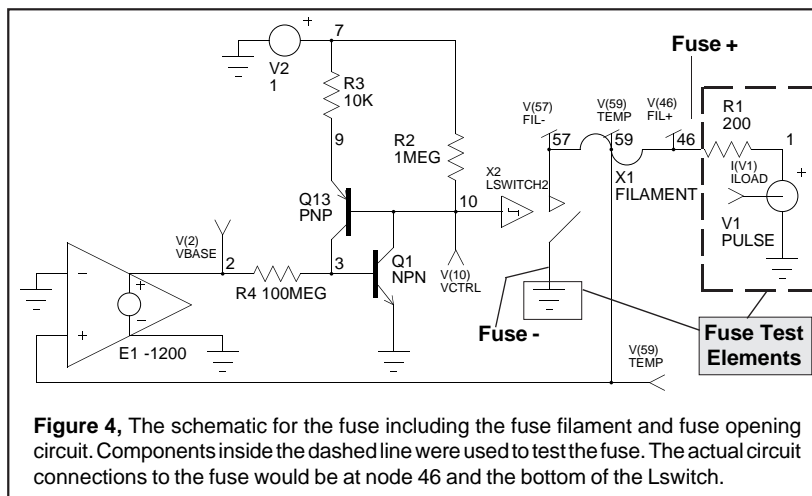 7
Fuse +
V2
1
R3
10K
V(57)
FIL-
V(59)
TEMP
V(46)
FIL+
R1
200
9
R2
1MEG
57
59
46
1
X2
LSWITCH2
X1
FILAMENT
I(V1)
ILOAD
Q13
PNP
10
V1
PULSE
V(2)
VBASE
Q1
NPN
V(10)
VCTRL
2
3
R4 100MEG
Fuse -
Fuse Test
Elements
E1 -1200
V(59)
TEMP
Figure 4, The schematic for the fuse including the fuse filament and fuse opening
circuit. Components inside the dashed line were used to test the fuse. The actual circuit
connections to the fuse would be at node 46 and the bottom of the Lswitch.